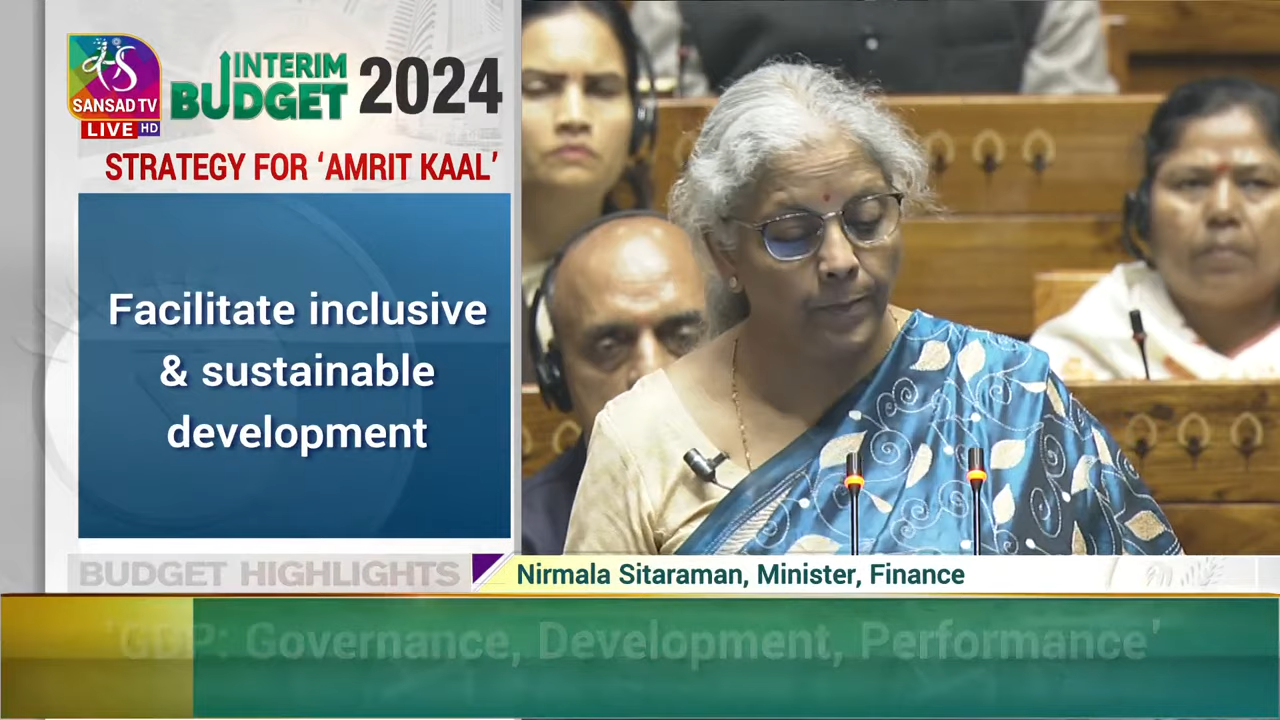 SANSAD TV
LIVE HD
INTERIM
BUDGET 2024
STRATEGY FOR ‘AMRIT KAAL’
Facilitate inclusive
& sustainable
development
BUDGET HIGHLIGHTS
Nirmala Sitaraman, Minister, Finance
‘GDP: Governance, Development, Performance’